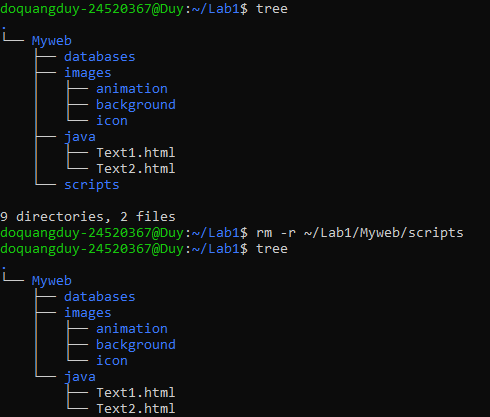 doquangduy-24520367@Duy:~/Lab1$ tree
.
└── Myweb
    ├── databases
    ├── images
    │   ├── animation
    │   ├── background
    │   └── icon
    ├── java
    │   ├── Text1.html
    │   └── Text2.html
    └── scripts

9 directories, 2 files
doquangduy-24520367@Duy:~/Lab1$ rm -r ~/Lab1/Myweb/scripts
doquangduy-24520367@Duy:~/Lab1$ tree
.
└── Myweb
    ├── databases
    ├── images
    │   ├── animation
    │   ├── background
    │   └── icon
    └── java
        ├── Text1.html
        └── Text2.html